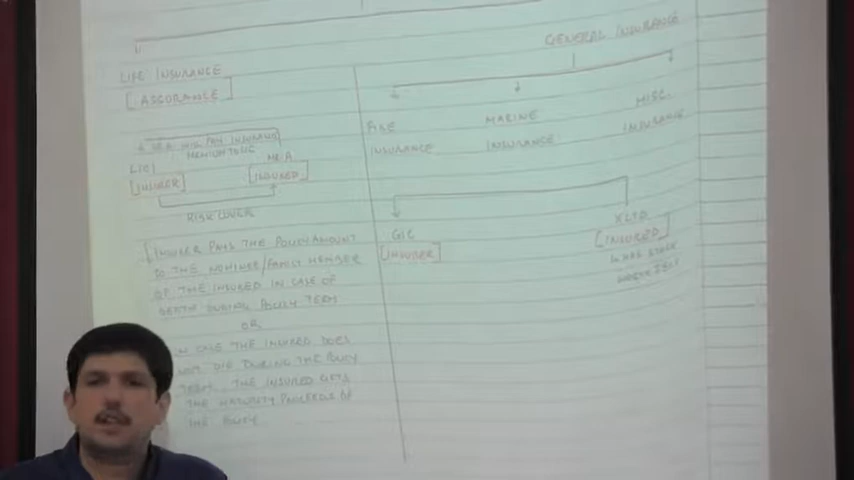 GENERAL INSURANCE
LIFE INSURANCE
[ASSURANCE]
FIRE
INSURANCE
MARINE
INSURANCE
MISC.
INSURANCE
LIC
[INSURER]
MR A
[INSURED]
RISK COVER
INSURER PAYS THE POLICY AMOUNT
TO THE NOMINEE/FAMILY MEMBER
OF THE INSURED IN CASE OF
DEATH DURING POLICY TERM
OR
IN CASE THE INSURED DOES
NOT DIE DURING THE POLICY
TERM, THE INSURED GETS
THE MATURITY PROCEEDS OF
THE POLICY
GIC
[INSURER]
X LTD
[INSURED]
STOCK